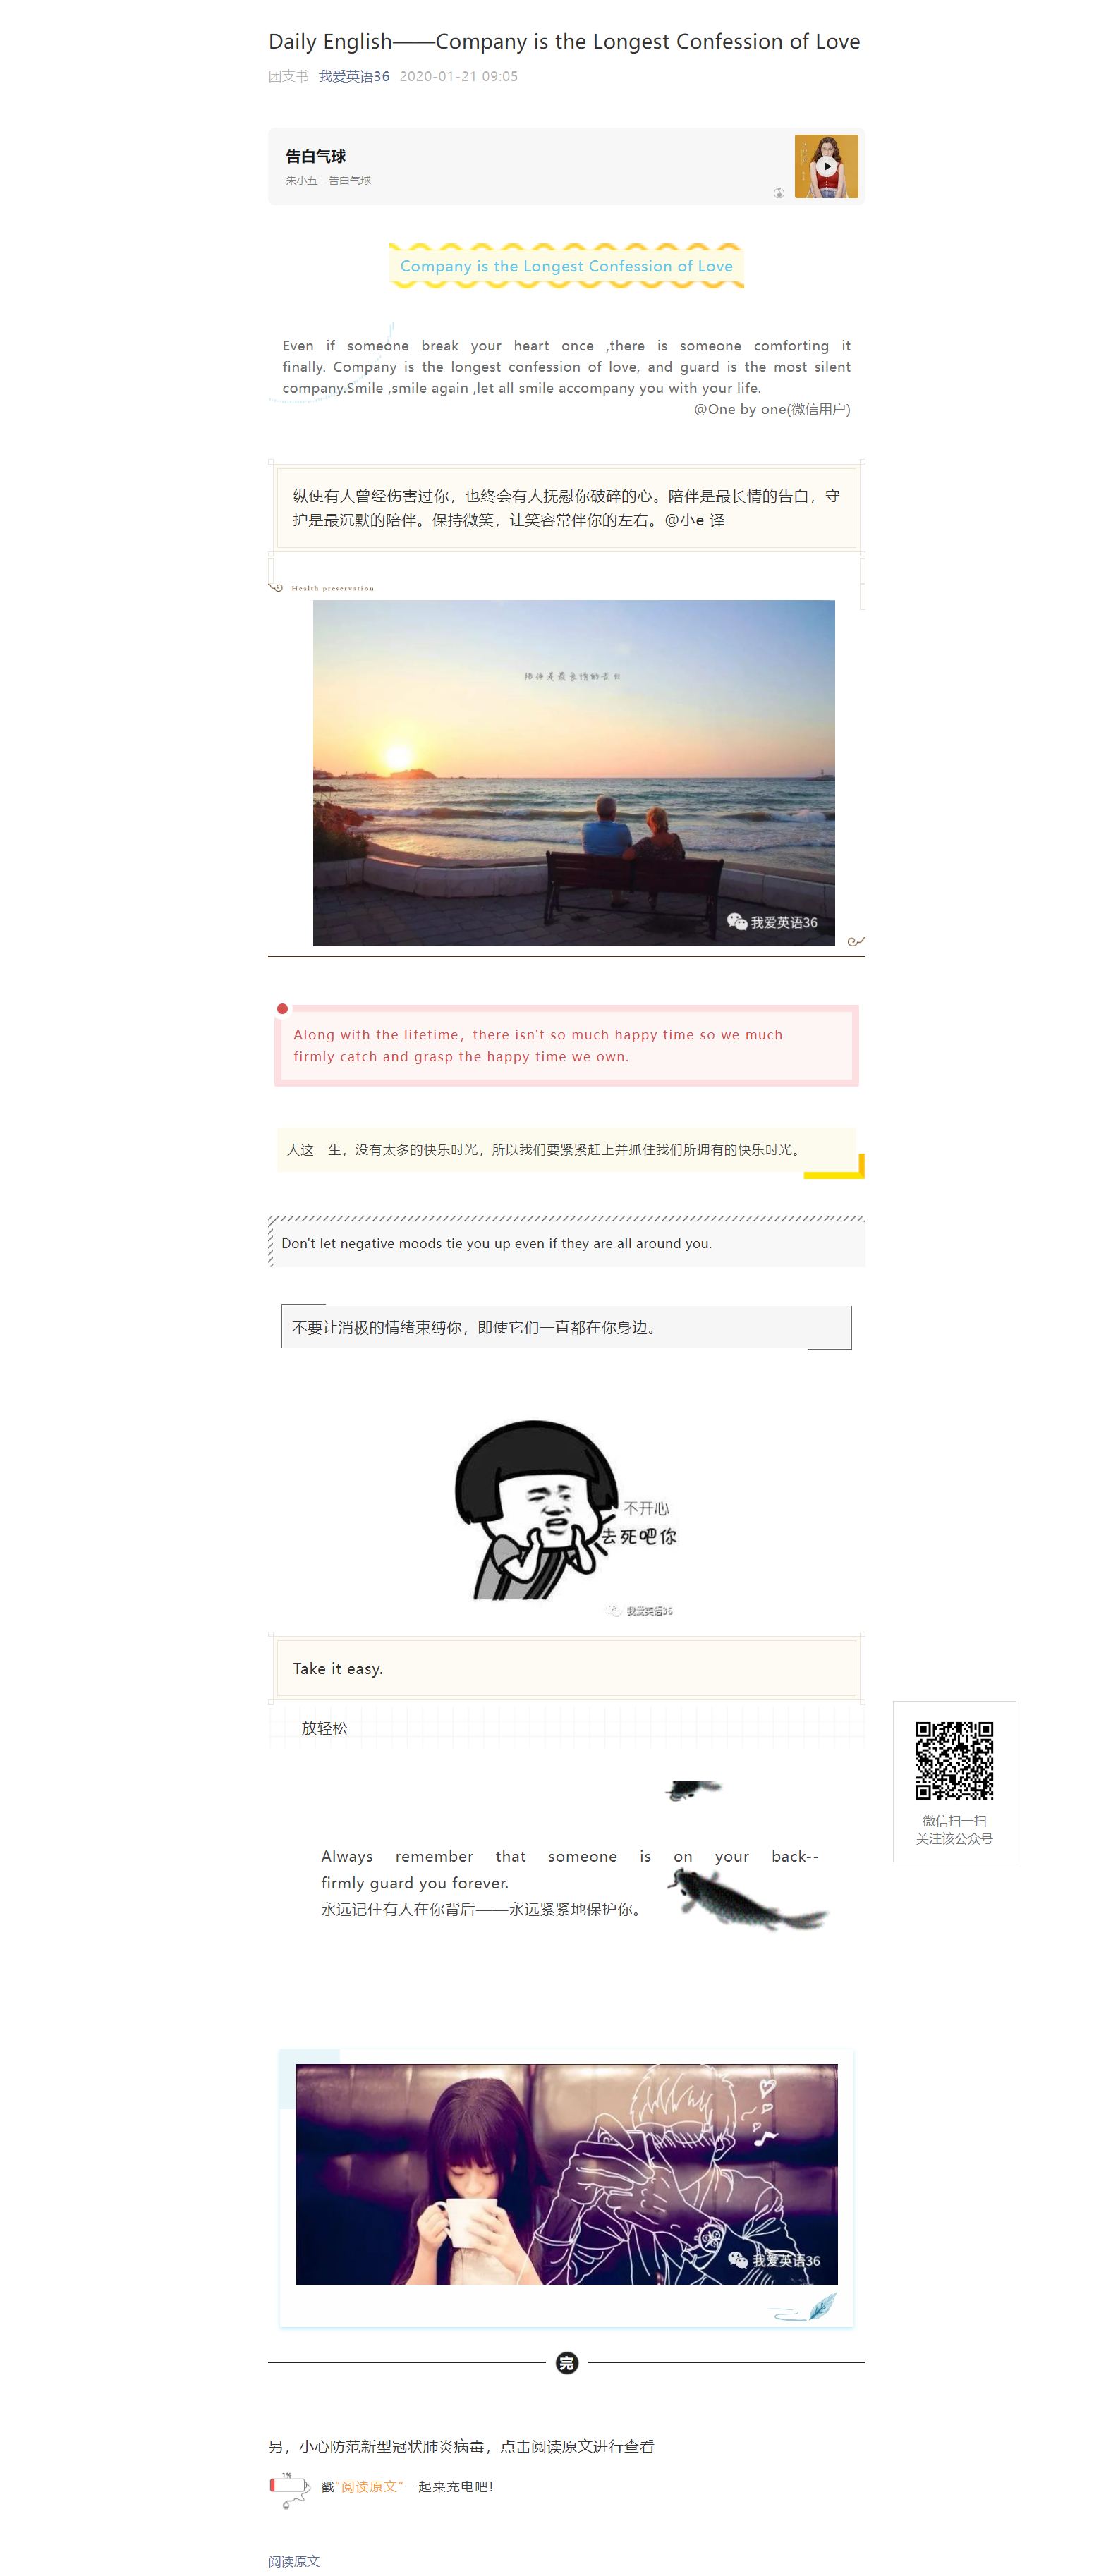 Daily English——Company is the Longest Confession of Love
团支书 我爱英语36 2020-01-21 09:05
告白气球
朱小五 - 告白气球
Company is the Longest Confession of Love
Even if someone break your heart once ,there is someone comforting it
finally. Company is the longest confession of love, and guard is the most silent
company.Smile ,smile again ,let all smile accompany you with your life.
@One by one(微信用户)
纵使有人曾经伤害过你，也终会有人抚慰你破碎的心。陪伴是最长情的告白，守
护是最沉默的陪伴。保持微笑，让笑容常伴你的左右。@小e 译
Health preservation
陪伴是最长情的告白
我爱英语36
Along with the lifetime，there isn't so much happy time so we much
firmly catch and grasp the happy time we own.
人这一生，没有太多的快乐时光，所以我们要紧紧赶上并抓住我们所拥有的快乐时光。
Don't let negative moods tie you up even if they are all around you.
不要让消极的情绪束缚你，即使它们一直都在你身边。
不开心
去死吧你
我爱英语36
Take it easy.
放轻松
微信扫一扫
关注该公众号
Always remember that someone is on your back--
firmly guard you forever.
永远记住有人在你背后——永远紧紧地保护你。
我爱英语36
完
另，小心防范新型冠状肺炎病毒，点击阅读原文进行查看
1%
戳“阅读原文”一起来充电吧!
阅读原文